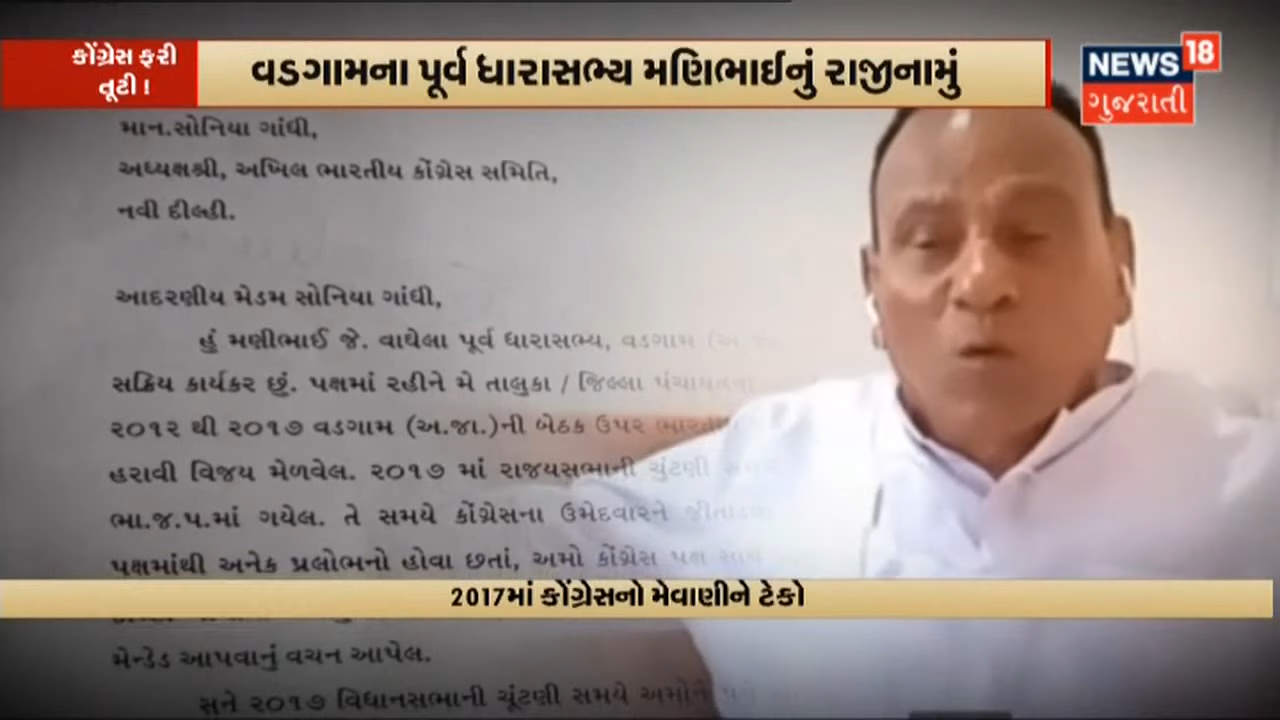 કોંગ્રેસ ફરી
તૂટી !
વડગામના પૂર્વ ધારાસભ્ય મણિભાઈનું રાજીનામું
NEWS 18
ગુજરાતી
માન.સોનિયા ગાંધી,
અધ્યક્ષશ્રી, અખિલ ભારતીય કોંગ્રેસ સમિતિ,
નવી દીલ્હી.
આદરણીય મેડમ સોનિયા ગાંધી,
હું મણીભાઈ જે. વાઘેલા પૂર્વ ધારાસભ્ય, વડગામ
સક્રિય કાર્યકર છું. પક્ષમાં રહીને મે તાલુકા / જિલ્લા
૨૦૧૨ થી ૨૦૧૭ વડગામ (અ.જા.)ની બેઠક ઉપર
હરાવી વિજય મેળવેલ. ૨૦૧૭ માં રાજ્યસભાની ચુંટણી
ભા.જ.પ.માં ગયેલ. તે સમયે કોંગ્રેસના ઉમેદવારને
પક્ષમાંથી અનેક પ્રલોભનો હોવા છતાં, અમો કોંગ્રેસ પક્ષ
2017માં કોંગ્રેસનો મેવાણીને ટેકો
મેન્ડેડ આપવાનું વચન આપેલ.
સને ૨૦૧૭ વિધાનસભાની ચૂંટણી સમયે અમોને